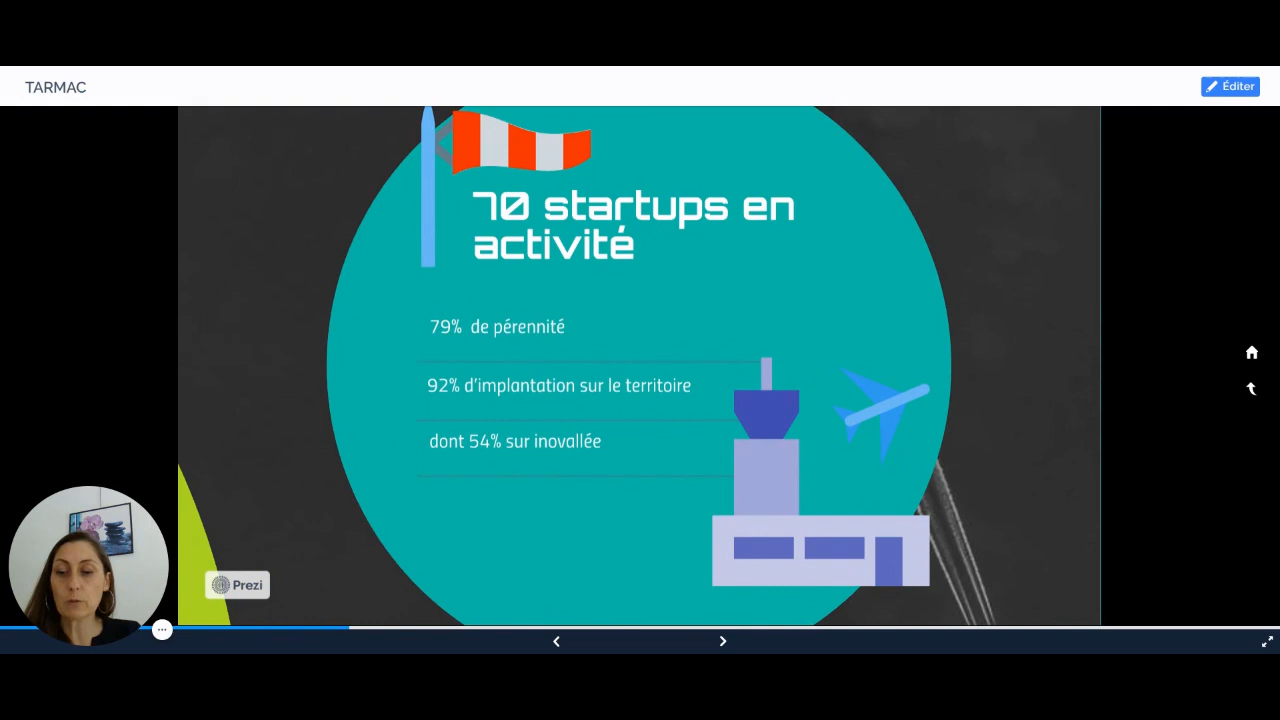 TARMAC
Éditer
70 startups en
activité
79% de pérennité
92% d'implantation sur le territoire
dont 54% sur inovallée
Prezi